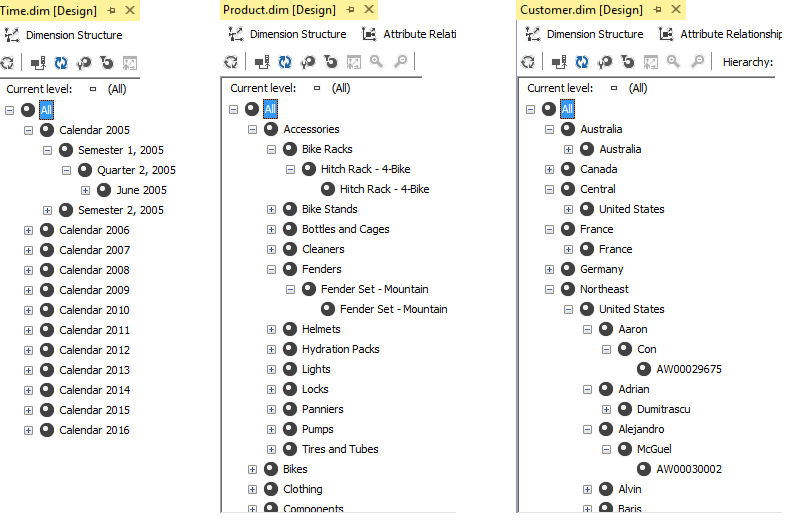 Time.dim [Design]
Dimension Structure
Current level: (All)
All
Calendar 2005
Semester 1, 2005
Quarter 2, 2005
June 2005
Semester 2, 2005
Calendar 2006
Calendar 2007
Calendar 2008
Calendar 2009
Calendar 2010
Calendar 2011
Calendar 2012
Calendar 2013
Calendar 2014
Calendar 2015
Calendar 2016
Product.dim [Design]
Dimension Structure Attribute Relati
Current level: (All)
All
Accessories
Bike Racks
Hitch Rack - 4-Bike
Hitch Rack - 4-Bike
Bike Stands
Bottles and Cages
Cleaners
Fenders
Fender Set - Mountain
Fender Set - Mountain
Helmets
Hydration Packs
Lights
Locks
Panniers
Pumps
Tires and Tubes
Bikes
Clothing
Components
Customer.dim [Design]
Dimension Structure Attribute Relationship
Hierarchy:
Current level: (All)
All
Australia
Australia
Canada
Central
United States
France
France
Germany
Northeast
United States
Aaron
Con
AW00029675
Adrian
Dumitrascu
Alejandro
McGuel
AW00030002
Alvin
Baris